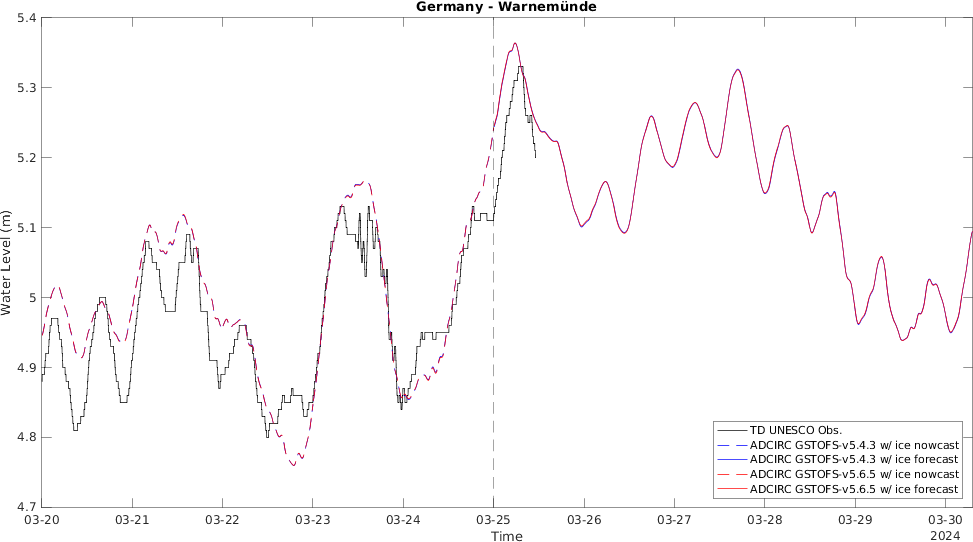 Germany - Warnemünde
5.4
5.3
5.2
5.1
5
4.9
4.8
4.7
Water Level (m)
TD UNESCO Obs.
ADCIRC GSTOFS-v5.4.3 w/ ice nowcast
ADCIRC GSTOFS-v5.4.3 w/ ice forecast
ADCIRC GSTOFS-v5.6.5 w/ ice nowcast
ADCIRC GSTOFS-v5.6.5 w/ ice forecast
03-20 03-21 03-22 03-23 03-24 03-25 03-26 03-27 03-28 03-29 03-30
Time 2024